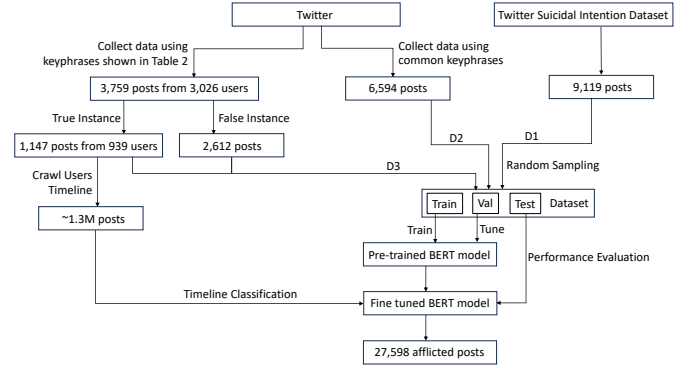 Twitter
Twitter Suicidal Intention Dataset
Collect data using
keyphrases shown in Table 2
Collect data using
common keyphrases
3,759 posts from 3,026 users
6,594 posts
9,119 posts
True Instance
False Instance
1,147 posts from 939 users
2,612 posts
D2
D1
D3
Random Sampling
Crawl Users
Timeline
~1.3M posts
Train
Val
Test
Dataset
Train
Tune
Pre-trained BERT model
Performance Evaluation
Timeline Classification
Fine tuned BERT model
27,598 afflicted posts